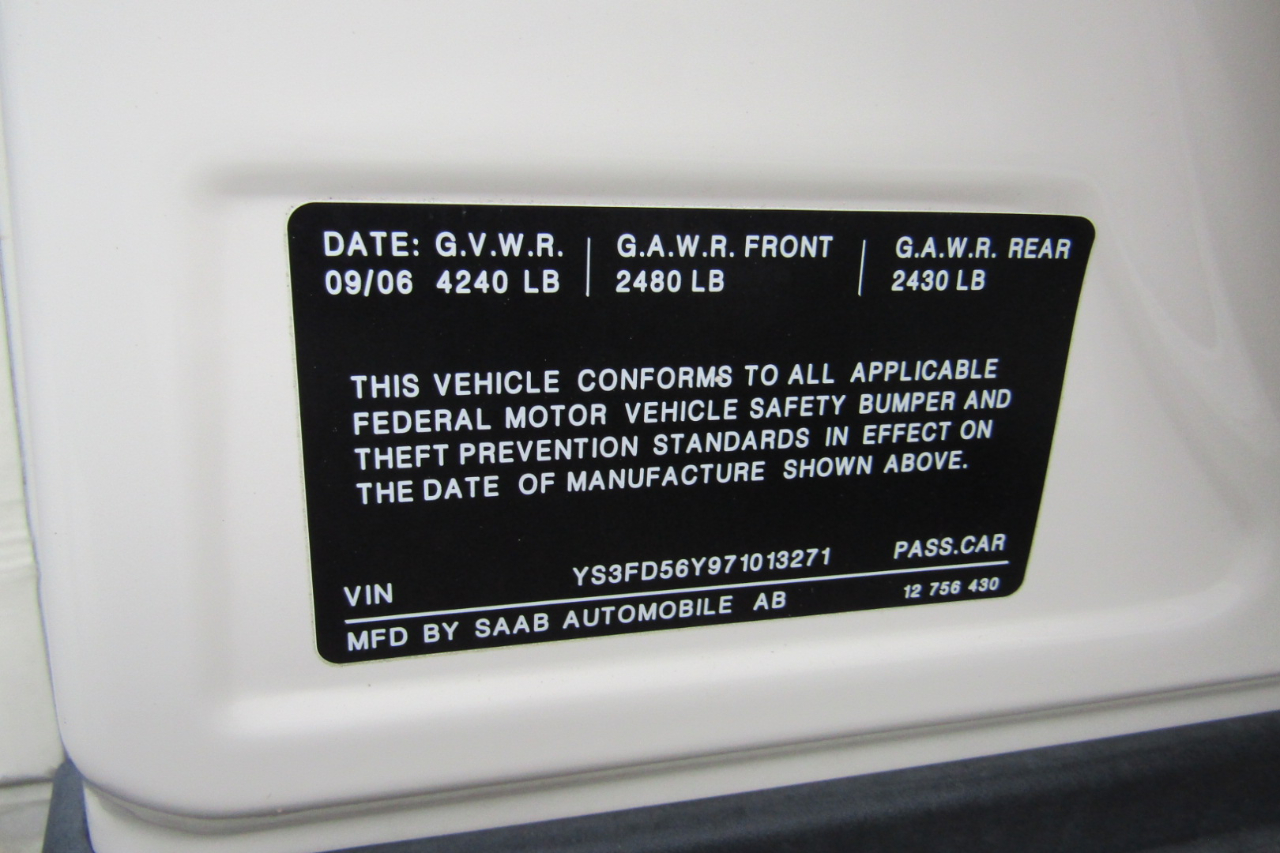 DATE: G.V.W.R. | G.A.W.R. FRONT | G.A.W.R. REAR
09/06 4240 LB | 2480 LB | 2430 LB
THIS VEHICLE CONFORMS TO ALL APPLICABLE
FEDERAL MOTOR VEHICLE SAFETY BUMPER AND
THEFT PREVENTION STANDARDS IN EFFECT ON
THE DATE OF MANUFACTURE SHOWN ABOVE.
VIN YS3FD56Y971013271 PASS.CAR
MFD BY SAAB AUTOMOBILE AB 12 756 430